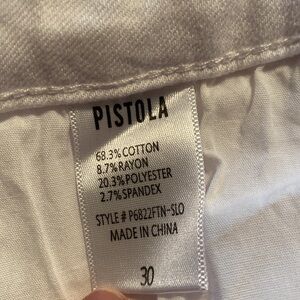 PISTOLA
68.3% COTTON
8.7% RAYON
20.3% POLYESTER
2.7% SPANDEX
STYLE # P6822FTN-SLO
MADE IN CHINA
30